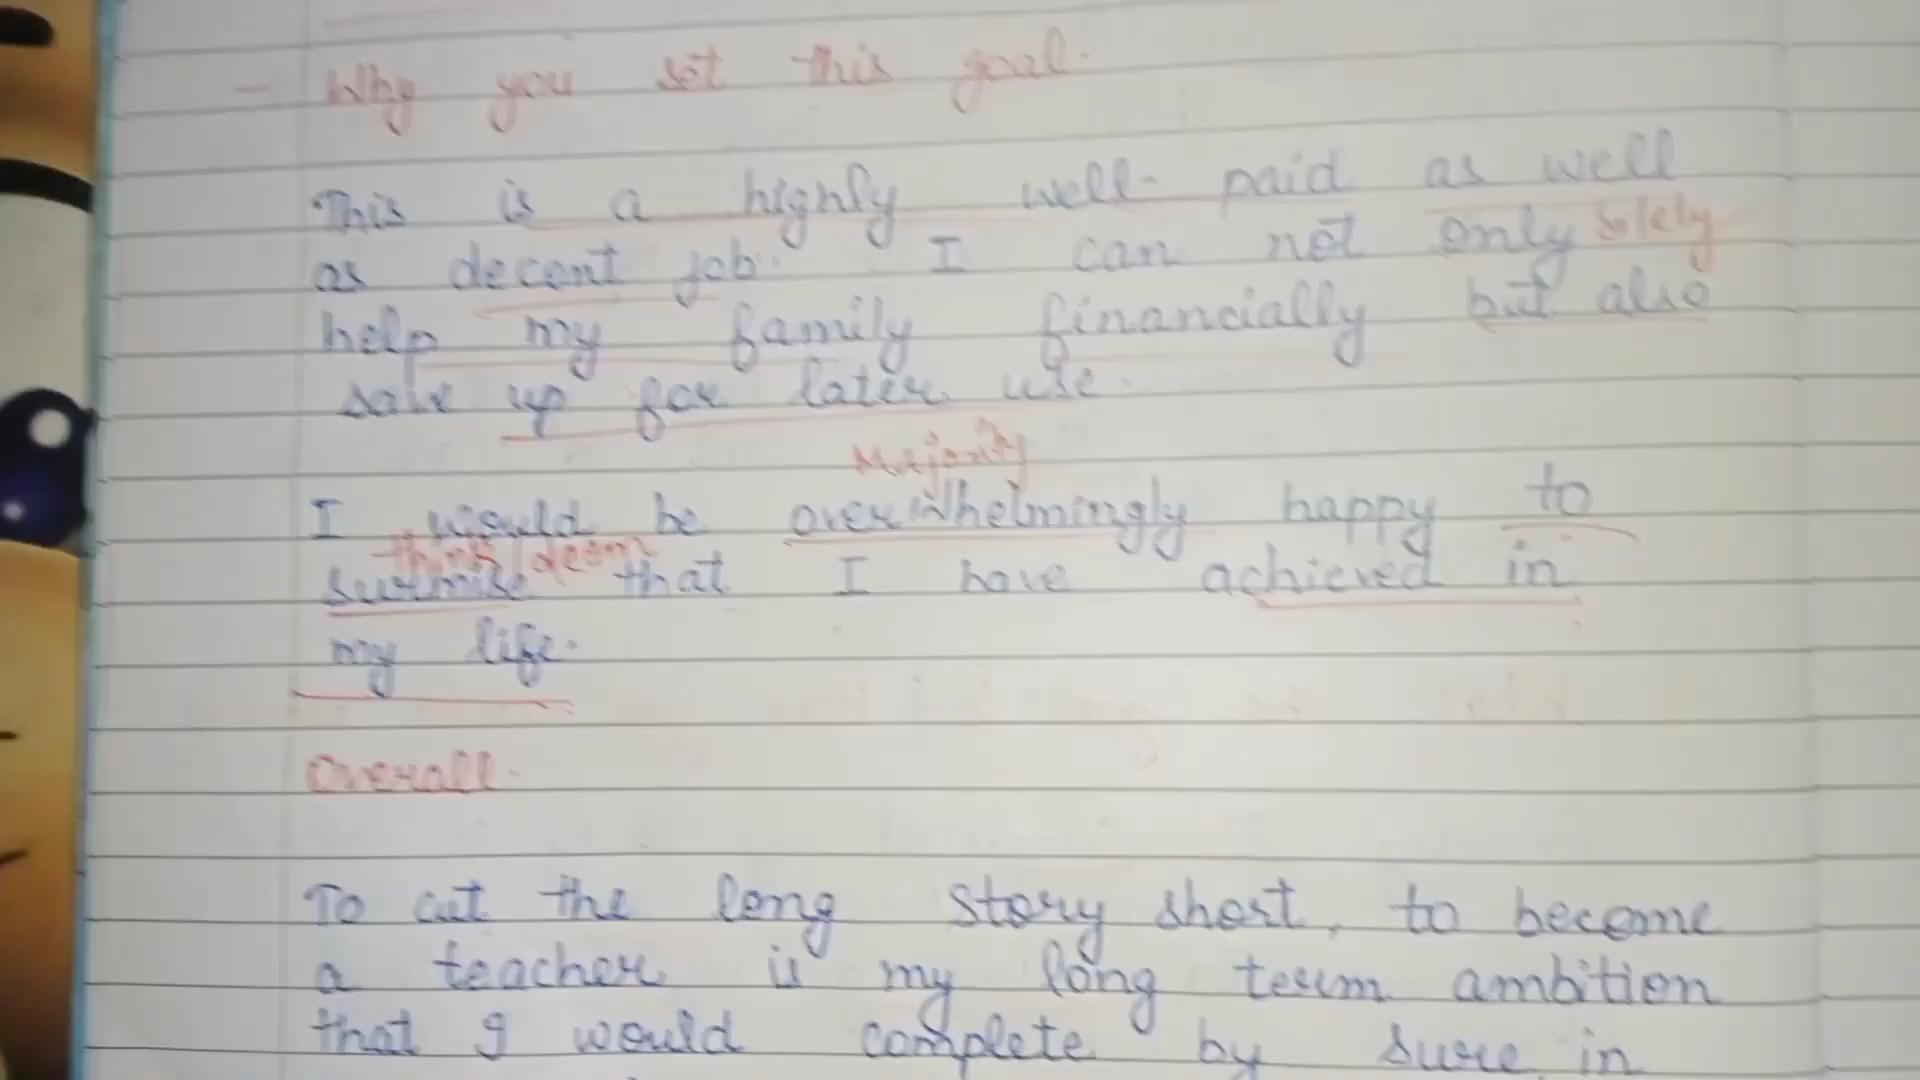 - Why you set this goal.
This is a highly well-paid as well
as decent job. I can not only solely
help my family financially but also
save up for later use.
Majority
I would be overwhelmingly happy to
think/deem
surmise that I have achieved in
my life.
Overall.
To cut the long story short, to become
a teacher is my long term ambition
that I would complete by sure in